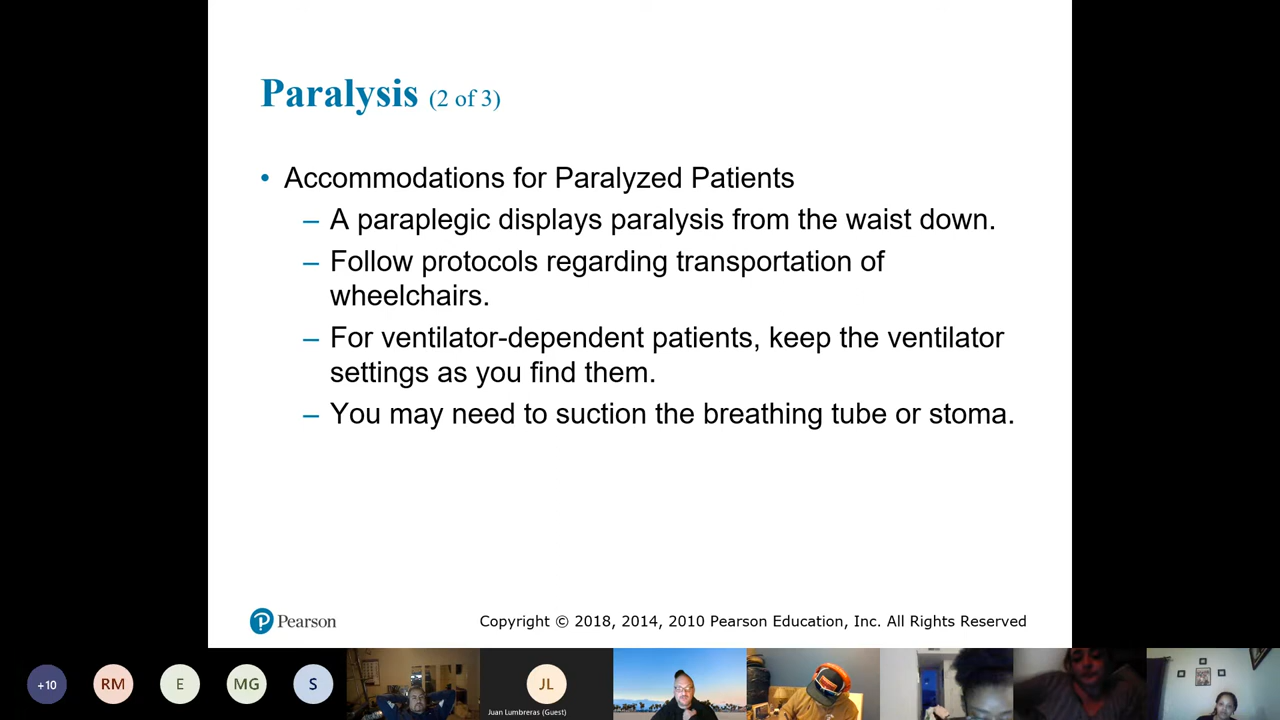 Paralysis (2 of 3)
• Accommodations for Paralyzed Patients
– A paraplegic displays paralysis from the waist down.
– Follow protocols regarding transportation of
wheelchairs.
– For ventilator-dependent patients, keep the ventilator
settings as you find them.
– You may need to suction the breathing tube or stoma.
Pearson
Copyright © 2018, 2014, 2010 Pearson Education, Inc. All Rights Reserved
+10
RM
E
MG
S
JL
Juan Lumbreras (Guest)